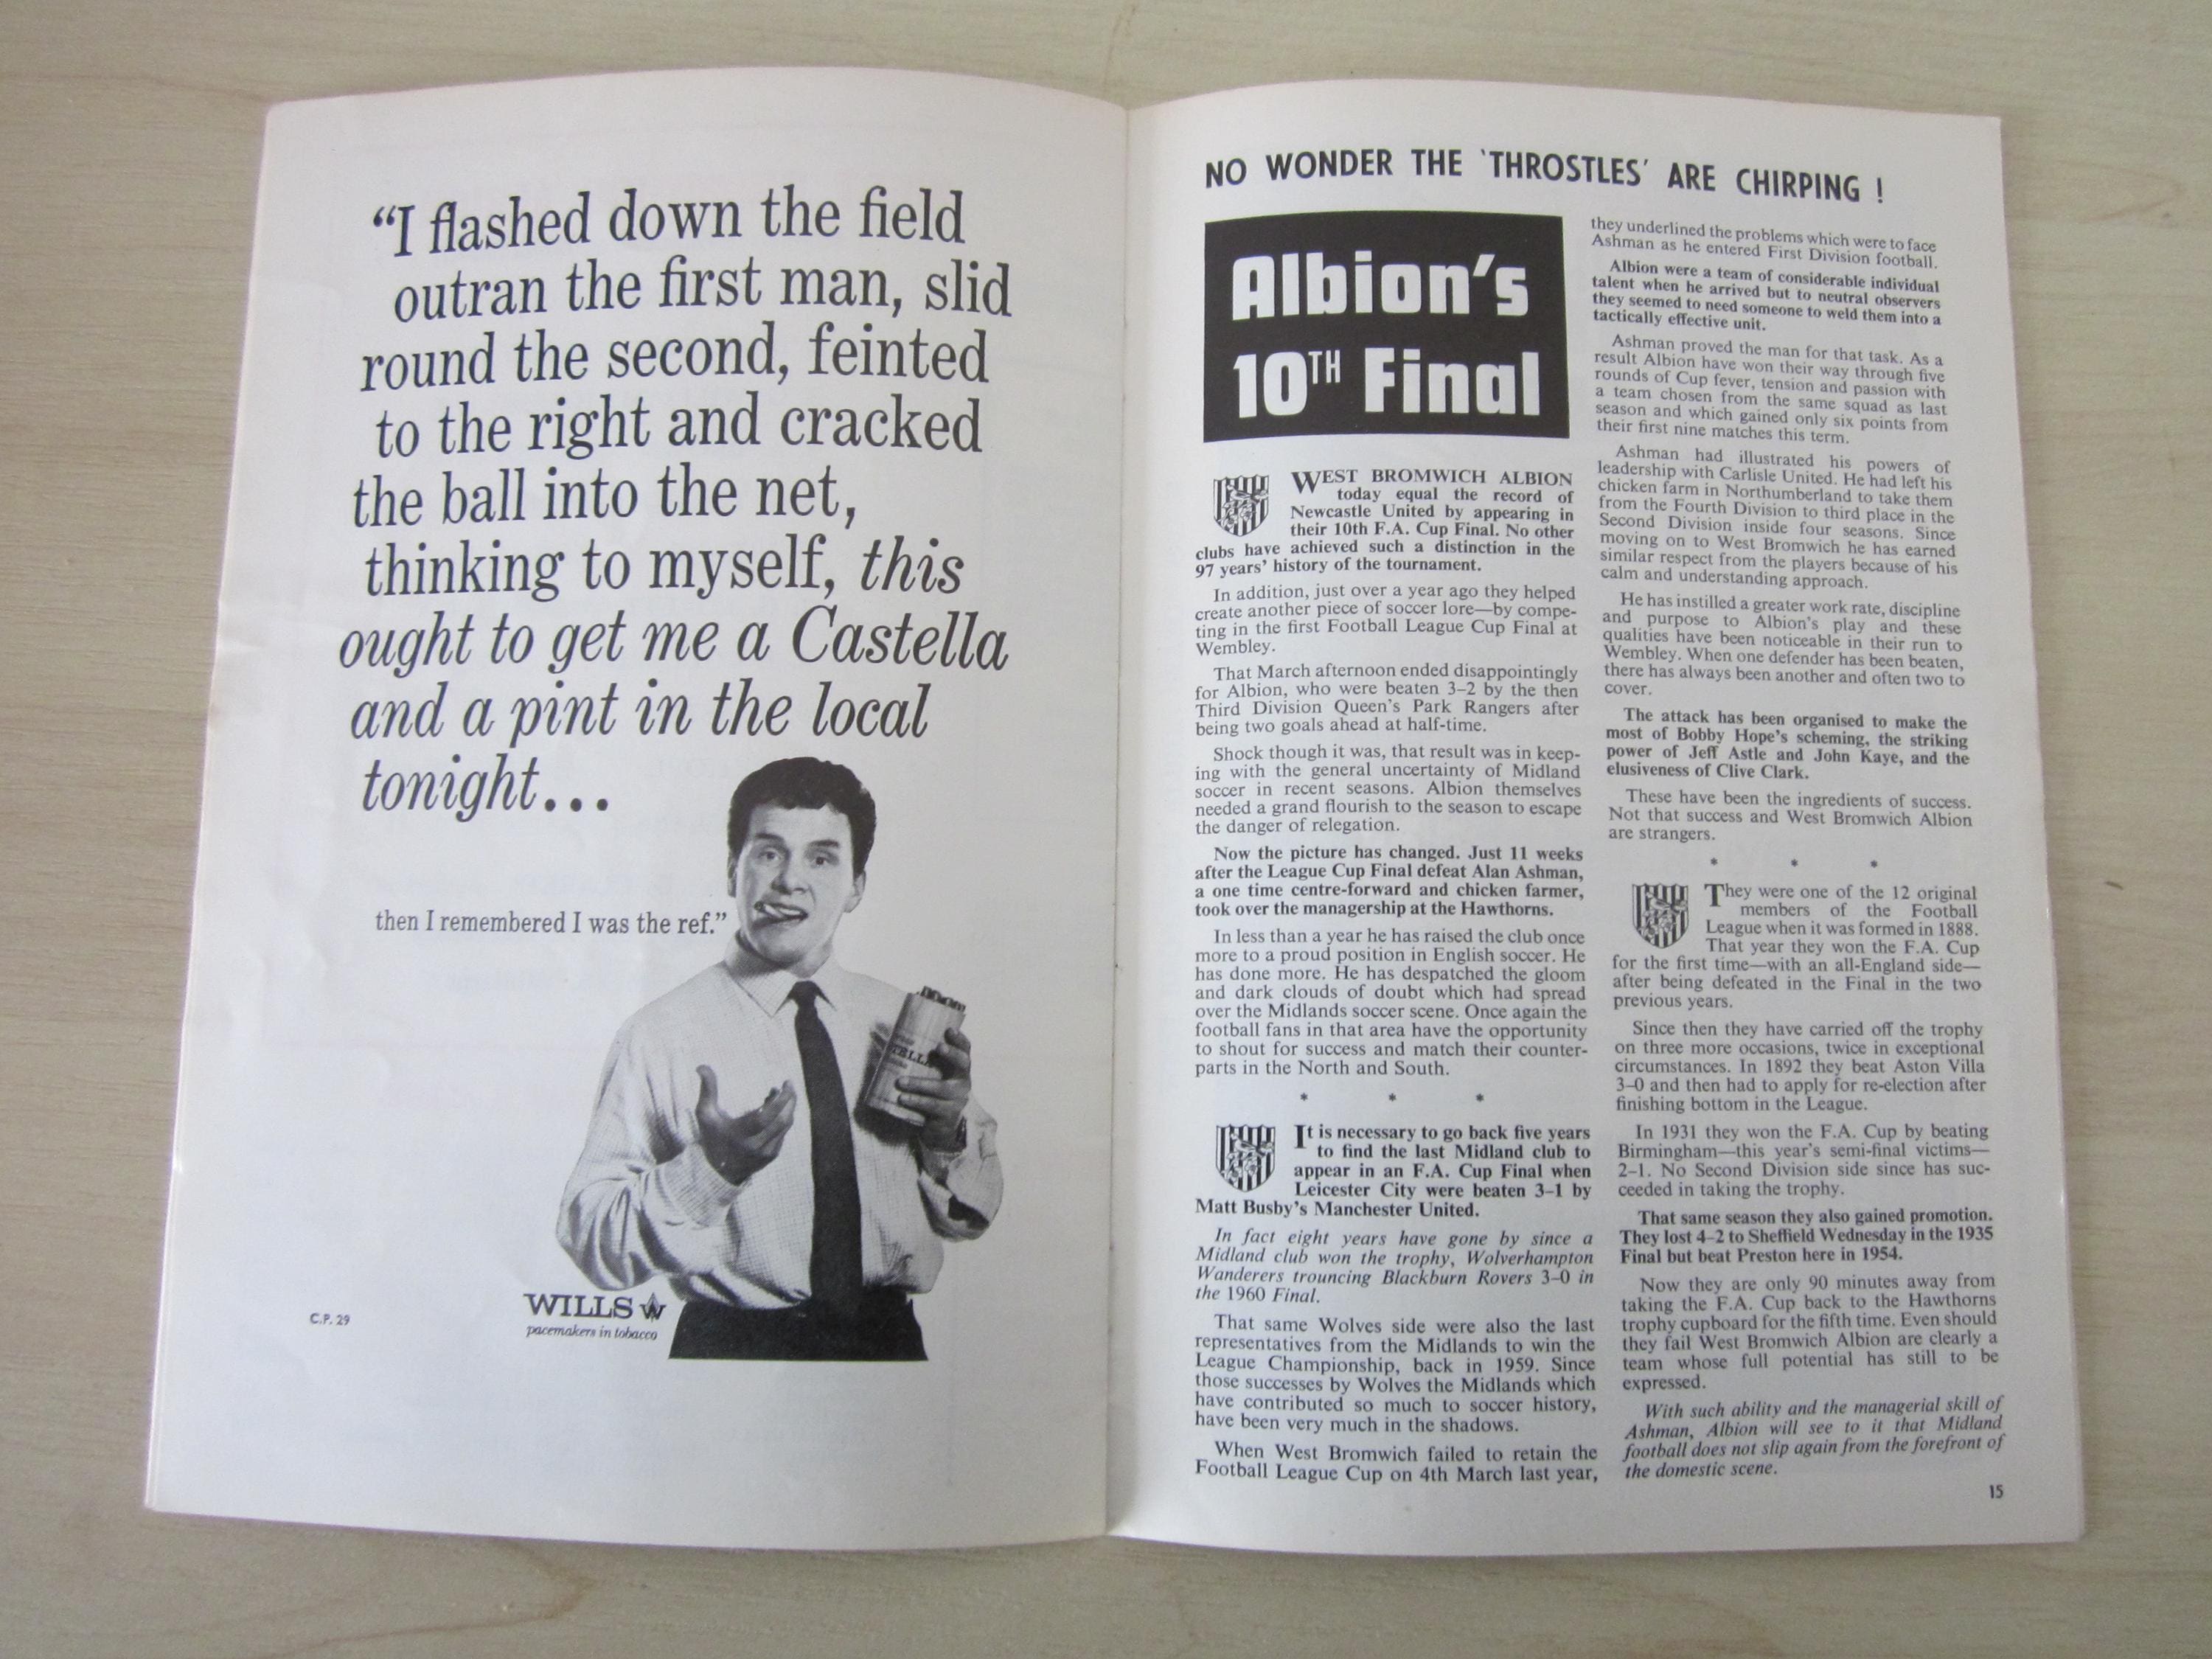 “I flashed down the field
outran the first man, slid
round the second, feinted
to the right and cracked
the ball into the net,
thinking to myself, this
ought to get me a Castella
and a pint in the local
tonight...
then I remembered I was the ref.”
TELLA
WILLS W
pacemakers in tobacco
C.P. 29
NO WONDER THE ‘THROSTLES’ ARE CHIRPING !
Albion’s
10TH Final
WEST BROMWICH ALBION
today equal the record of
Newcastle United by appearing in
their 10th F.A. Cup Final. No other
clubs have achieved such a distinction in the
97 years’ history of the tournament.
In addition, just over a year ago they helped
create another piece of soccer lore—by compe-
ting in the first Football League Cup Final at
Wembley.
That March afternoon ended disappointingly
for Albion, who were beaten 3–2 by the then
Third Division Queen’s Park Rangers after
being two goals ahead at half-time.
Shock though it was, that result was in keep-
ing with the general uncertainty of Midland
soccer in recent seasons. Albion themselves
needed a grand flourish to the season to escape
the danger of relegation.
Now the picture has changed. Just 11 weeks
after the League Cup Final defeat Alan Ashman,
a one time centre-forward and chicken farmer,
took over the managership at the Hawthorns.
In less than a year he has raised the club once
more to a proud position in English soccer. He
has done more. He has despatched the gloom
and dark clouds of doubt which had spread
over the Midlands soccer scene. Once again the
football fans in that area have the opportunity
to shout for success and match their counter-
parts in the North and South.
* * *
It is necessary to go back five years
to find the last Midland club to
appear in an F.A. Cup Final when
Leicester City were beaten 3–1 by
Matt Busby’s Manchester United.
In fact eight years have gone by since a
Midland club won the trophy, Wolverhampton
Wanderers trouncing Blackburn Rovers 3–0 in
the 1960 Final.
That same Wolves side were also the last
representatives from the Midlands to win the
League Championship, back in 1959. Since
those successes by Wolves the Midlands which
have contributed so much to soccer history,
have been very much in the shadows.
When West Bromwich failed to retain the
Football League Cup on 4th March last year,
they underlined the problems which were to face
Ashman as he entered First Division football.
Albion were a team of considerable individual
talent when he arrived but to neutral observers
they seemed to need someone to weld them into a
tactically effective unit.
Ashman proved the man for that task. As a
result Albion have won their way through five
rounds of Cup fever, tension and passion with
a team chosen from the same squad as last
season and which gained only six points from
their first nine matches this term.
Ashman had illustrated his powers of
leadership with Carlisle United. He had left his
chicken farm in Northumberland to take them
from the Fourth Division to third place in the
Second Division inside four seasons. Since
moving on to West Bromwich he has earned
similar respect from the players because of his
calm and understanding approach.
He has instilled a greater work rate, discipline
and purpose to Albion’s play and these
qualities have been noticeable in their run to
Wembley. When one defender has been beaten,
there has always been another and often two to
cover.
The attack has been organised to make the
most of Bobby Hope’s scheming, the striking
power of Jeff Astle and John Kaye, and the
elusiveness of Clive Clark.
These have been the ingredients of success.
Not that success and West Bromwich Albion
are strangers.
* * *
They were one of the 12 original
members of the Football
League when it was formed in 1888.
That year they won the F.A. Cup
for the first time—with an all-England side—
after being defeated in the Final in the two
previous years.
Since then they have carried off the trophy
on three more occasions, twice in exceptional
circumstances. In 1892 they beat Aston Villa
3–0 and then had to apply for re-election after
finishing bottom in the League.
In 1931 they won the F.A. Cup by beating
Birmingham—this year’s semi-final victims—
2–1. No Second Division side since has suc-
ceeded in taking the trophy.
That same season they also gained promotion.
They lost 4–2 to Sheffield Wednesday in the 1935
Final but beat Preston here in 1954.
Now they are only 90 minutes away from
taking the F.A. Cup back to the Hawthorns
trophy cupboard for the fifth time. Even should
they fail West Bromwich Albion are clearly a
team whose full potential has still to be
expressed.
With such ability and the managerial skill of
Ashman, Albion will see to it that Midland
football does not slip again from the forefront of
the domestic scene.
15